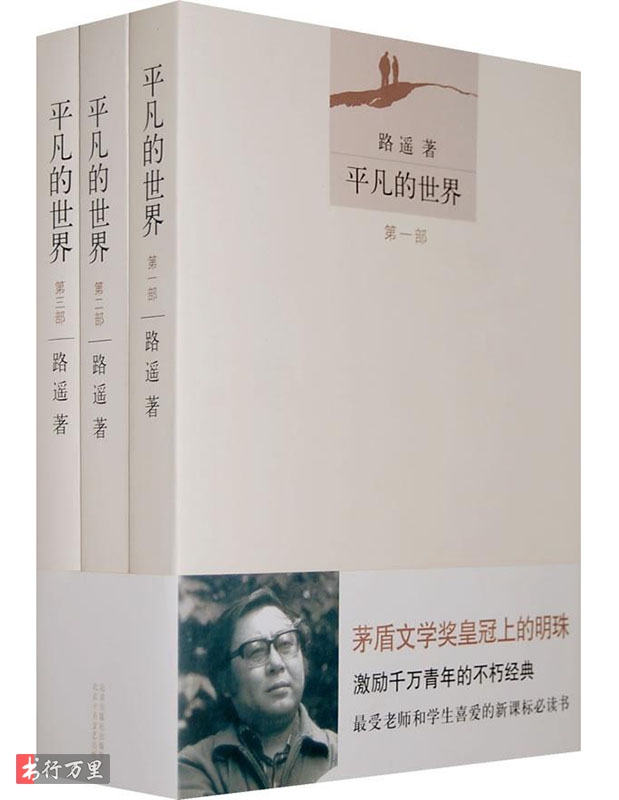 平凡的世界
第三部
路遥 著
平凡的世界
第二部
路遥 著
平凡的世界
第一部
路遥 著
路遥 著
平凡的世界
第一部
茅盾文学奖皇冠上的明珠
激励千万青年的不朽经典
最受老师和学生喜爱的新课标必读书
书行万里